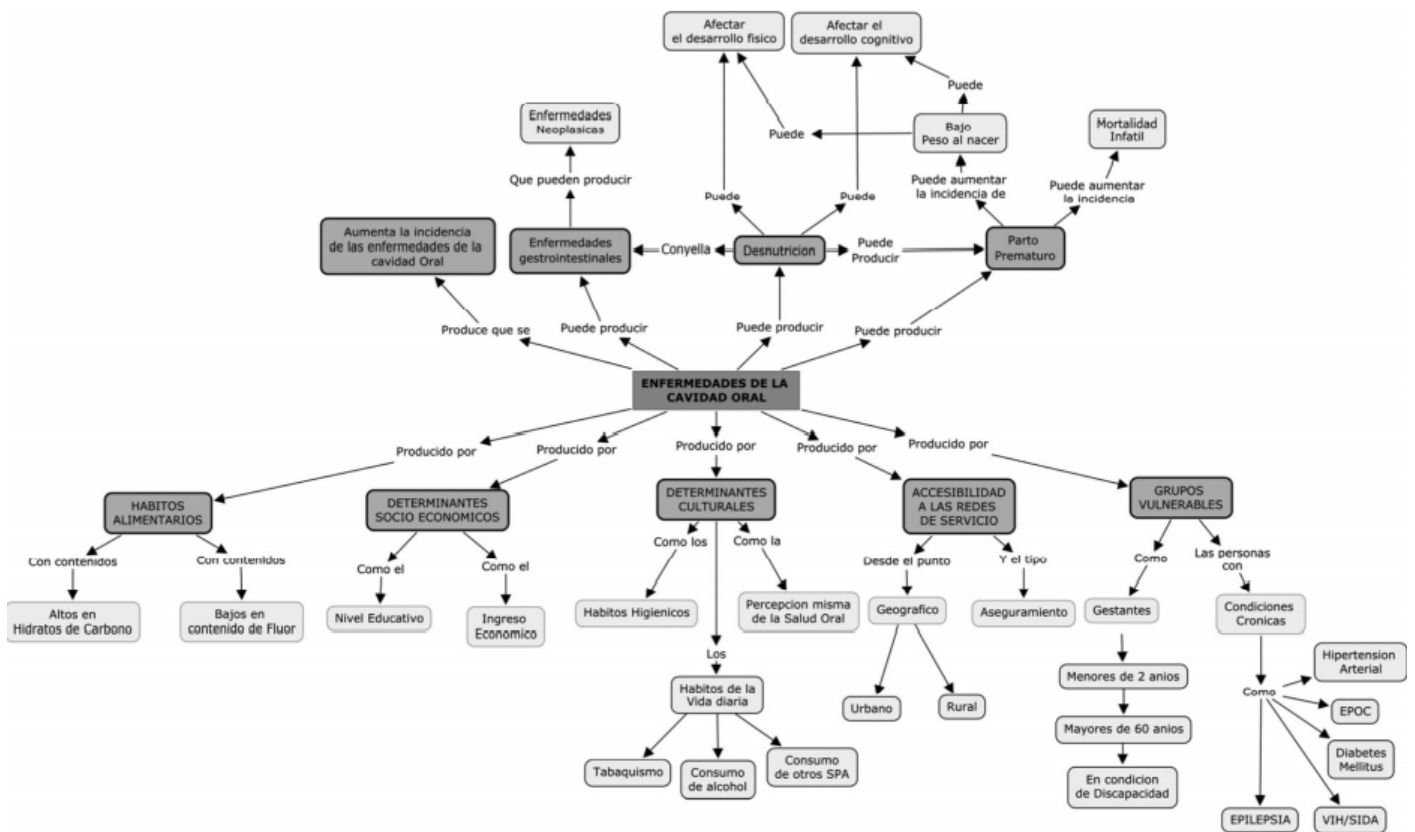 Afectar
el desarrollo fisico
Afectar el
desarrollo cognitivo
Puede
Enfermedades
Neoplasicas
Puede
Bajo
Peso al nacer
Mortalidad
Infatil
Que pueden producir
Puede
Puede
Puede aumentar
la incidencia de
Puede aumentar
la incidencia
Aumenta la incidencia
de las enfermedades de la
cavidad Oral
Enfermedades
gestrointestinales
Conyella
Desnutricion
Puede
Producir
Parto
Prematuro
Produce que se
Puede producir
Puede producir
Puede producir
ENFERMEDADES DE LA
CAVIDAD ORAL
Producido por
Producido por
Producido por
Producido por
Producido por
HABITOS
ALIMENTARIOS
DETERMINANTES
SOCIO ECONOMICOS
DETERMINANTES
CULTURALES
ACCESIBILIDAD
A LAS REDES
DE SERVICIO
GRUPOS
VULNERABLES
Con contenidos
Con contenidos
Como el
Como el
Como los
Como la
Desde el punto
Y el tipo
Como
Las personas
con
Altos en
Hidratos de Carbono
Bajos en
contenido de Fluor
Nivel Educativo
Ingreso
Economico
Habitos Higienicos
Percepcion misma
de la Salud Oral
Geografico
Aseguramiento
Gestantes
Condiciones
Cronicas
Los
Habitos de la
Vida diaria
Urbano
Rural
Menores de 2 anios
Como
Hipertension
Arterial
EPOC
Mayores de 60 anios
Diabetes
Mellitus
Tabaquismo
Consumo
de alcohol
Consumo
de otros SPA
En condicion
de Discapacidad
EPILEPSIA
VIH/SIDA